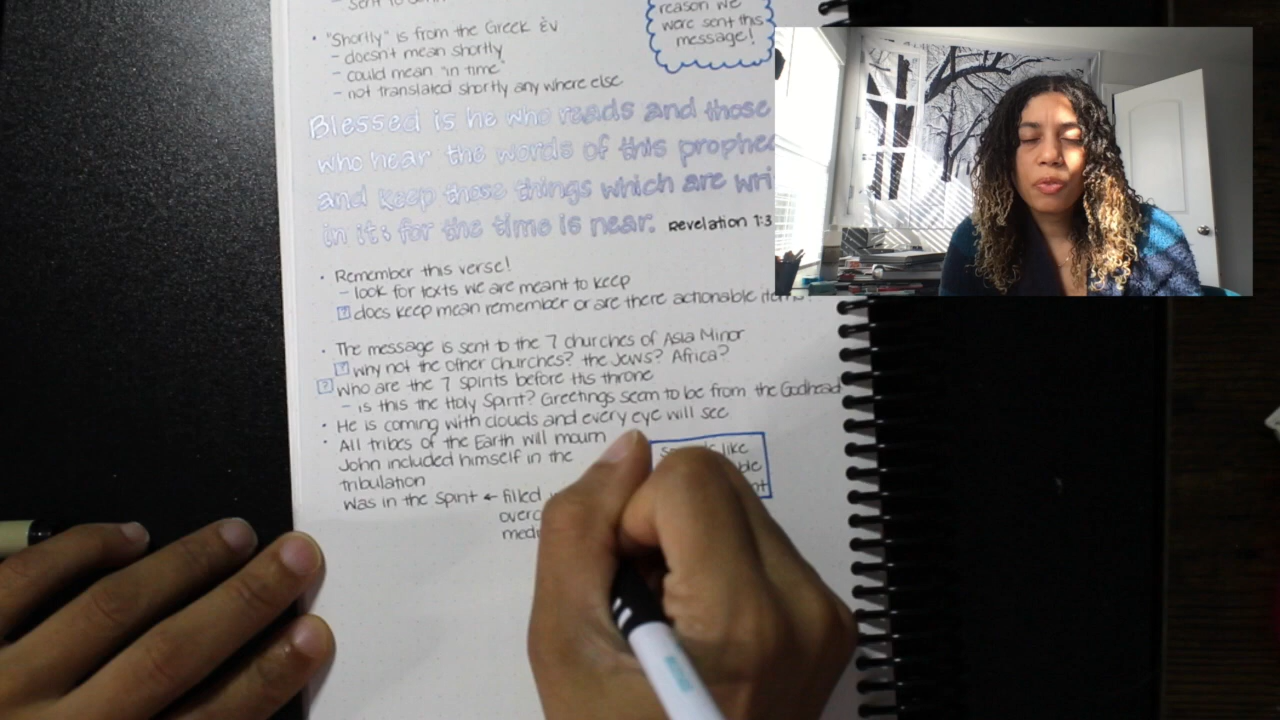 - sent to
reason we
were sent this
message!
• "Shortly" is from the Greek ἐν
- doesn't mean shortly
- could mean "in time"
- not translated shortly any where else
Blessed is he who reads and those
who hear the words of this prophe
and keep those things which are wri
in it: for the time is near. Revelation 1:3
• Remember this verse!
- look for texts we are meant to keep
? does keep mean remember or are there actionable items?
• The message is sent to the 7 churches of Asia Minor
? why not the other churches? the Jews? Africa?
? who are the 7 spirits before His throne
- is this the Holy Spirit? Greetings seem to be from the Godhead
• He is coming with clouds and every eye will see
• All tribes of the Earth will mourn
John included himself in the
tribulation
Was in the Spirit ← filled
like